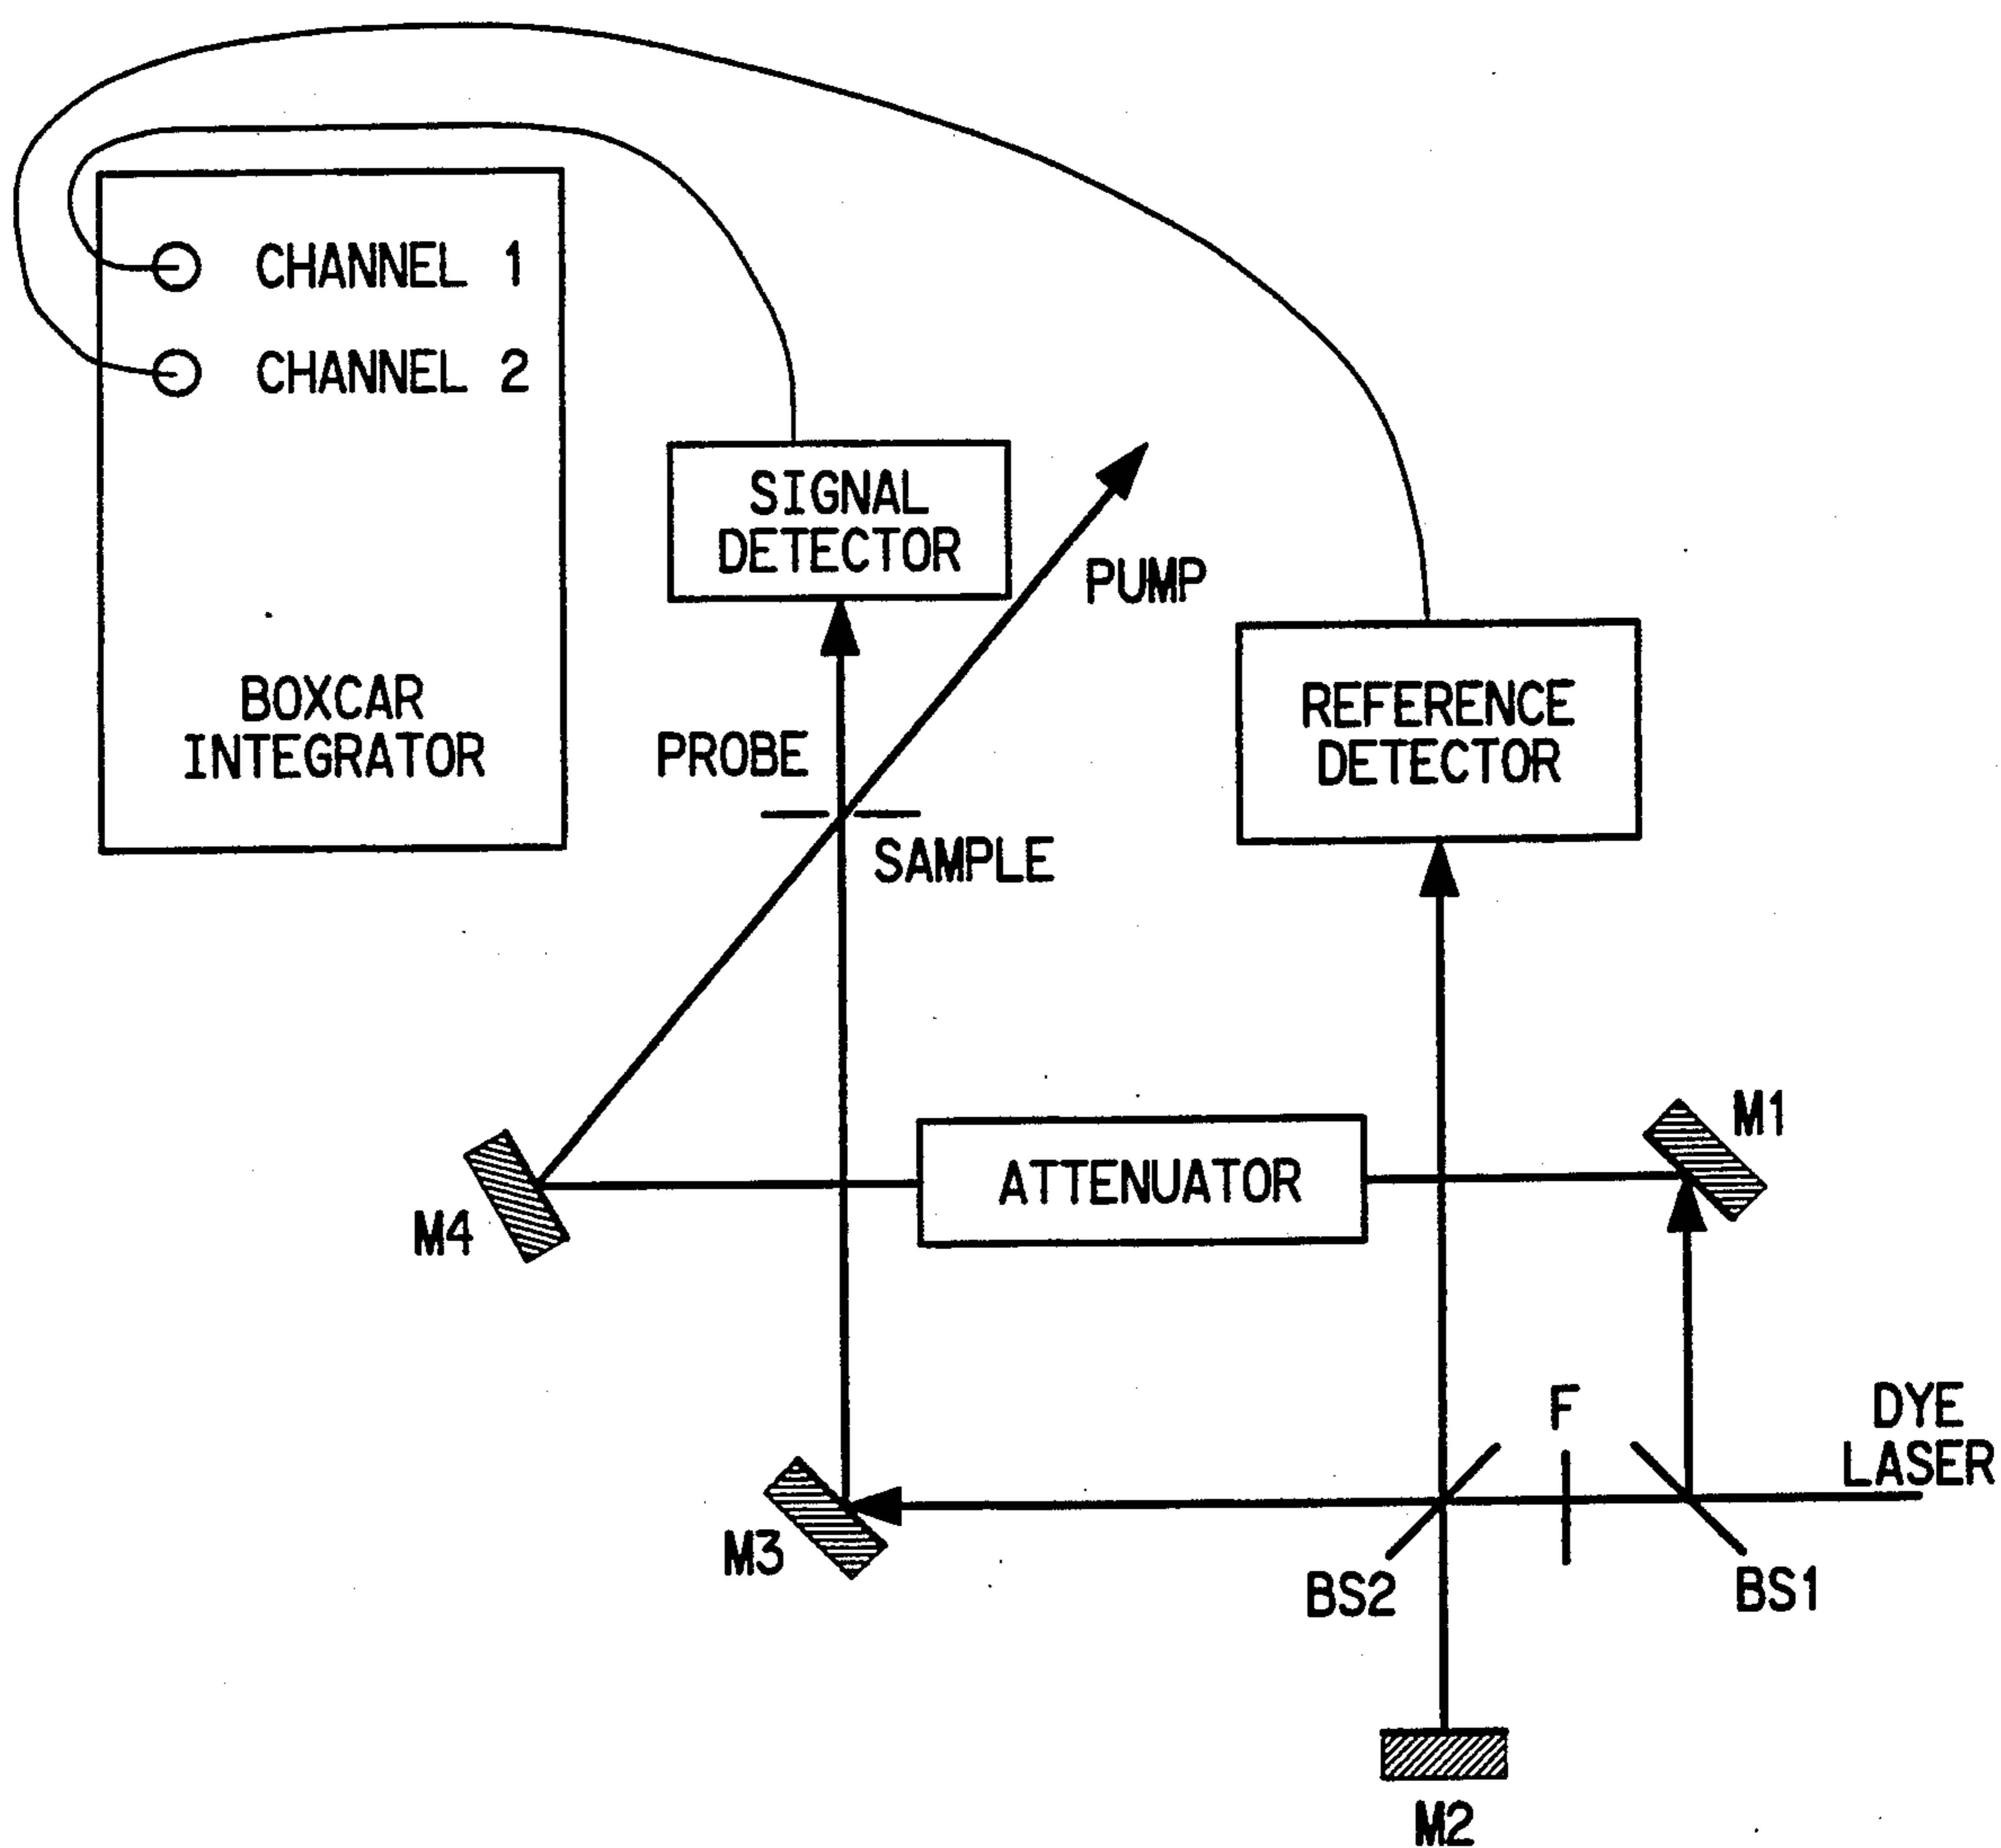 CHANNEL 1
CHANNEL 2
BOXCAR
INTEGRATOR
SIGNAL
DETECTOR
PUMP
REFERENCE
DETECTOR
PROBE
SAMPLE
M1
ATTENUATOR
M4
F
DYE
LASER
M3
BS2
BS1
M2